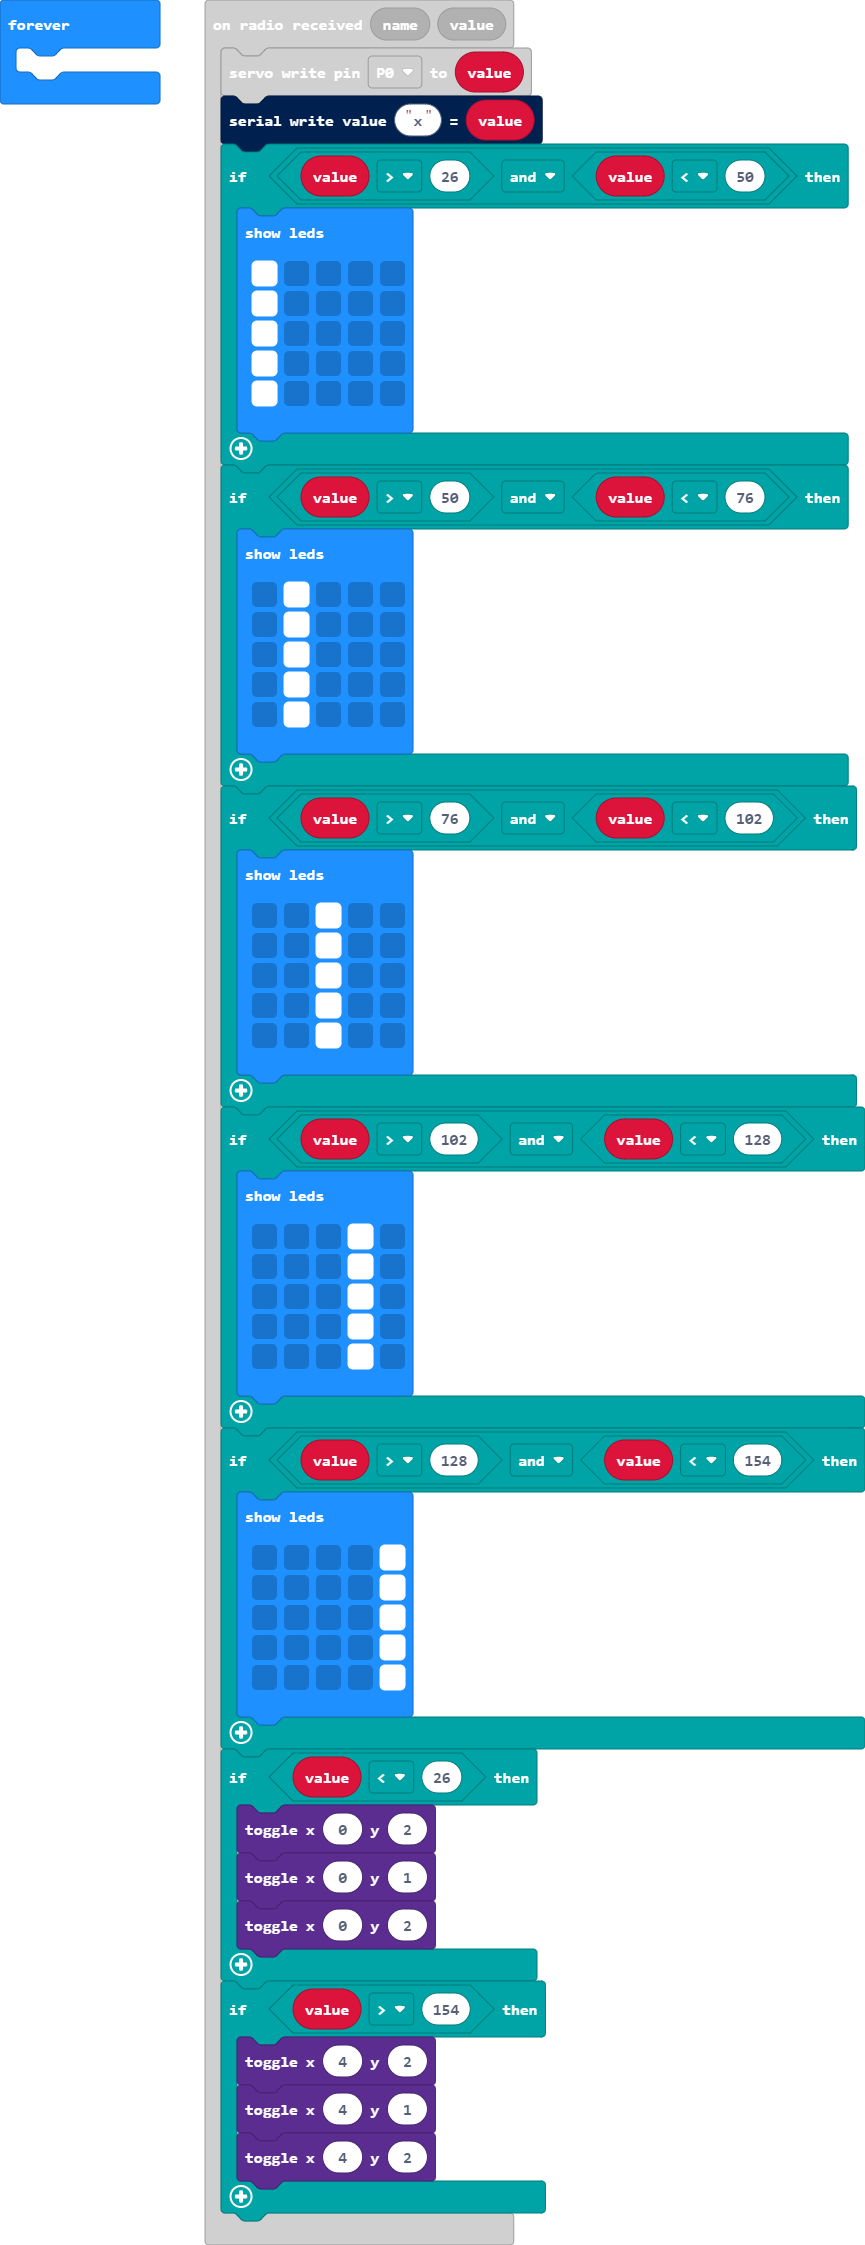 forever
on radio received name value
servo write pin P0 to value
serial write value "x" = value
if value > 26 and value < 50 then
show leds
if value > 50 and value < 76 then
show leds
if value > 76 and value < 102 then
show leds
if value > 102 and value < 128 then
show leds
if value > 128 and value < 154 then
show leds
if value < 26 then
toggle x 0 y 2
toggle x 0 y 1
toggle x 0 y 2
if value > 154 then
toggle x 4 y 2
toggle x 4 y 1
toggle x 4 y 2